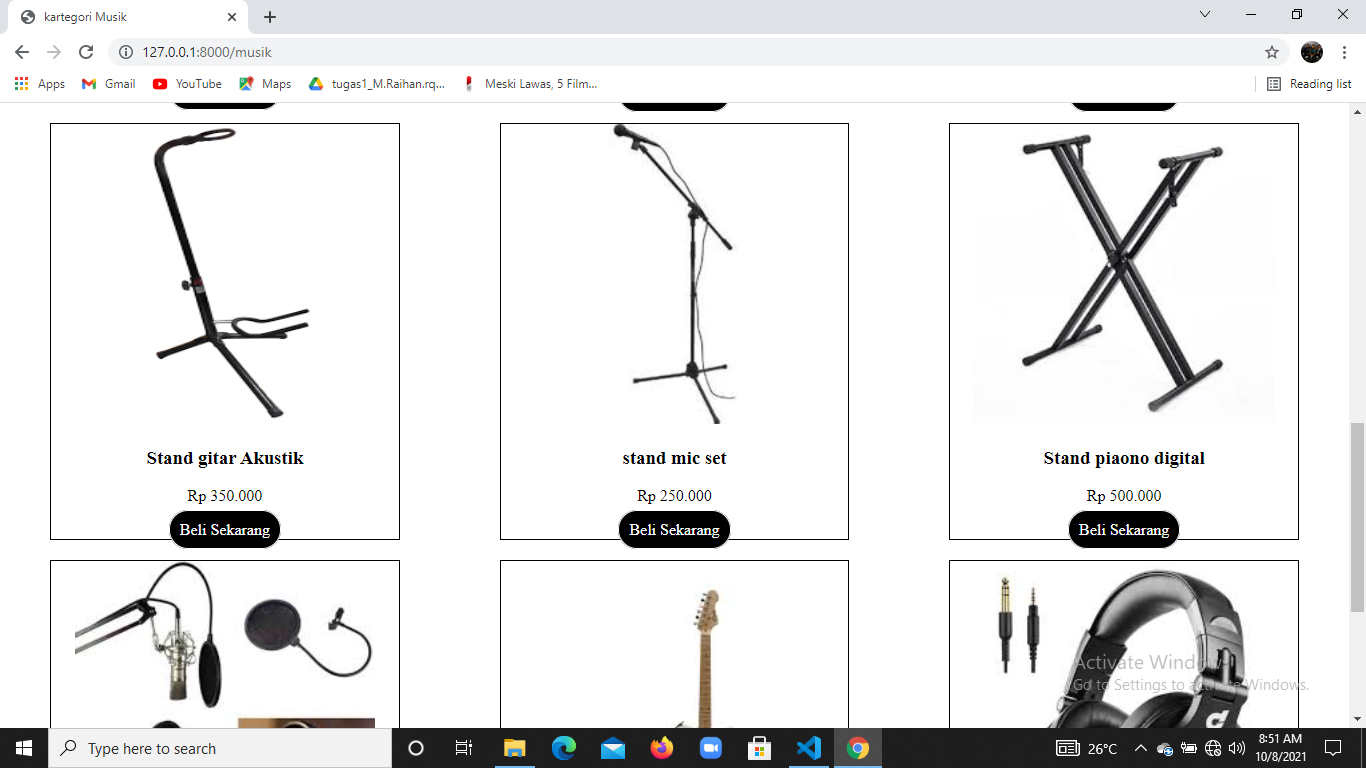 kartegori Musik
127.0.0.1:8000/musik
Apps
Gmail
YouTube
Maps
tugas1_M.Raihan.rq...
Meski Lawas, 5 Film...
Reading list
Stand gitar Akustik
Rp 350.000
Beli Sekarang
stand mic set
Rp 250.000
Beli Sekarang
Stand piaono digital
Rp 500.000
Beli Sekarang
Activate Windows
Go to Settings to activate Windows.
Type here to search
26°C
8:51 AM
10/8/2021